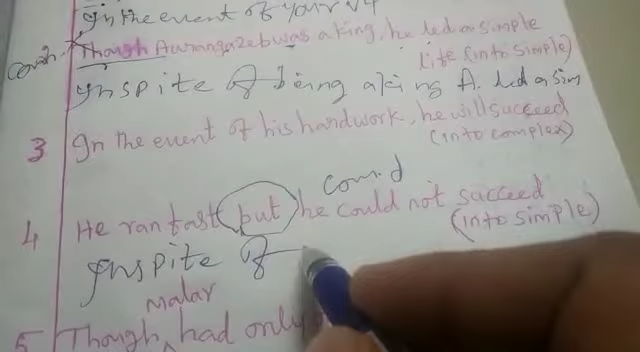 In the event of your
Though Aurangazeb was a king, he led a simple
Conj. life (into simple)
Inspite of being a king A. led a sim
3 In the event of his hardwork, he will succeed
(into complex)
comd
4 He ran fast but he could not succeed
(into simple)
Inspite of
malar
5 Though had only